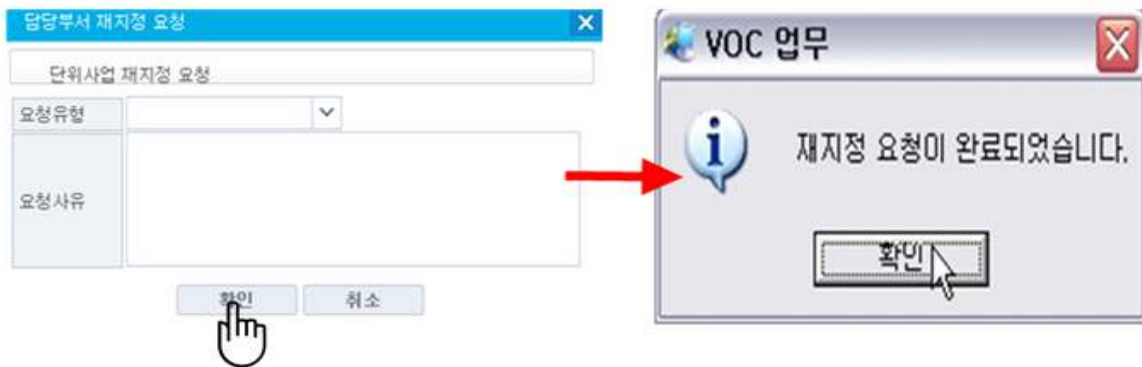 담당부서 재지정 요청
단위사업 재지정 요청
요청유형
요청사유
확인
취소
VOC 업무
재지정 요청이 완료되었습니다.
확인